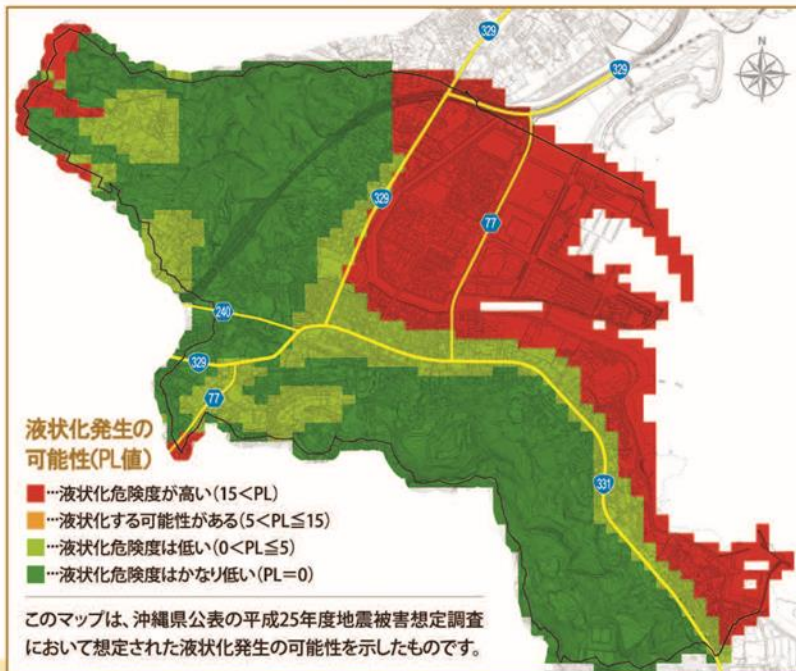 329
329
N
329
77
240
329
77
331
液状化発生の
可能性(PL値)
…液状化危険度が高い(15<PL)
…液状化する可能性がある(5<PL≦15)
…液状化危険度は低い(0<PL≦5)
…液状化危険度はかなり低い(PL=0)
このマップは、沖縄県公表の平成25年度地震被害想定調査
において想定された液状化発生の可能性を示したものです。